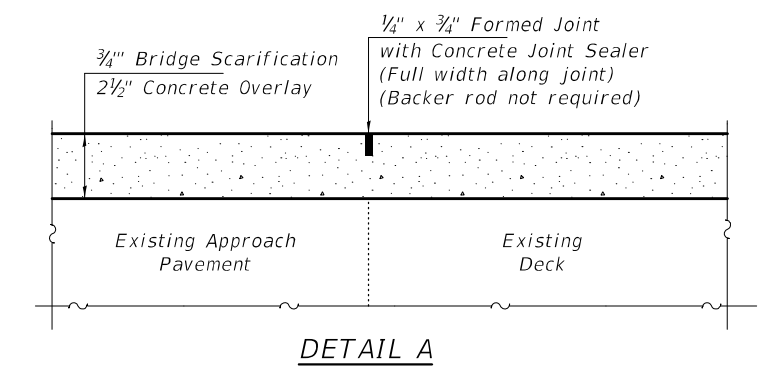 ¾'" Bridge Scarification
2½" Concrete Overlay
¼" x ¾" Formed Joint
with Concrete Joint Sealer
(Full width along joint)
(Backer rod not required)
Existing Approach
Pavement
Existing
Deck
DETAIL A